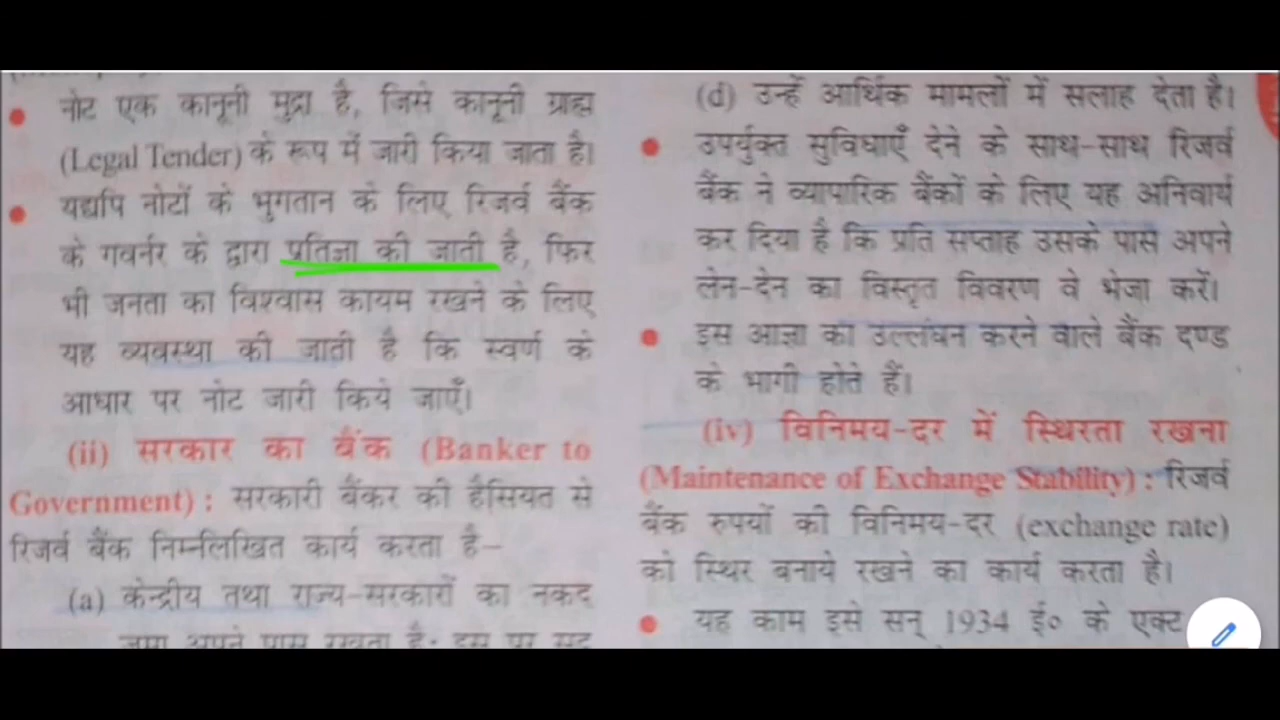 नोट एक कानूनी मुद्रा है, जिसे कानूनी ग्राह्य
(Legal Tender) के रूप में जारी किया जाता है।
यद्यपि नोटों के भुगतान के लिए रिजर्व बैंक
के गवर्नर के द्वारा प्रतिज्ञा की जाती है, फिर
भी जनता का विश्वास कायम रखने के लिए
यह व्यवस्था की जाती है कि स्वर्ण के
आधार पर नोट जारी किये जाएँ।
(ii) सरकार का बैंक (Banker to
Government) : सरकारी बैंकर की हैसियत से
रिजर्व बैंक निम्नलिखित कार्य करता है–
(a) केन्द्रीय तथा राज्य-सरकारों का नकद
जमा अपने पास रखता है
(d) उन्हें आर्थिक मामलों में सलाह देता है।
उपर्युक्त सुविधाएँ देने के साथ-साथ रिजर्व
बैंक ने व्यापारिक बैंकों के लिए यह अनिवार्य
कर दिया है कि प्रति सप्ताह उसके पास अपने
लेन-देन का विस्तृत विवरण वे भेजा करें।
इस आज्ञा का उल्लंघन करने वाले बैंक दण्ड
के भागी होते हैं।
(iv) विनिमय-दर में स्थिरता रखना
(Maintenance of Exchange Stability) : रिजर्व
बैंक रुपयों की विनिमय-दर (exchange rate)
को स्थिर बनाये रखने का कार्य करता है।
यह काम इसे सन् 1934 ई० के एक्ट